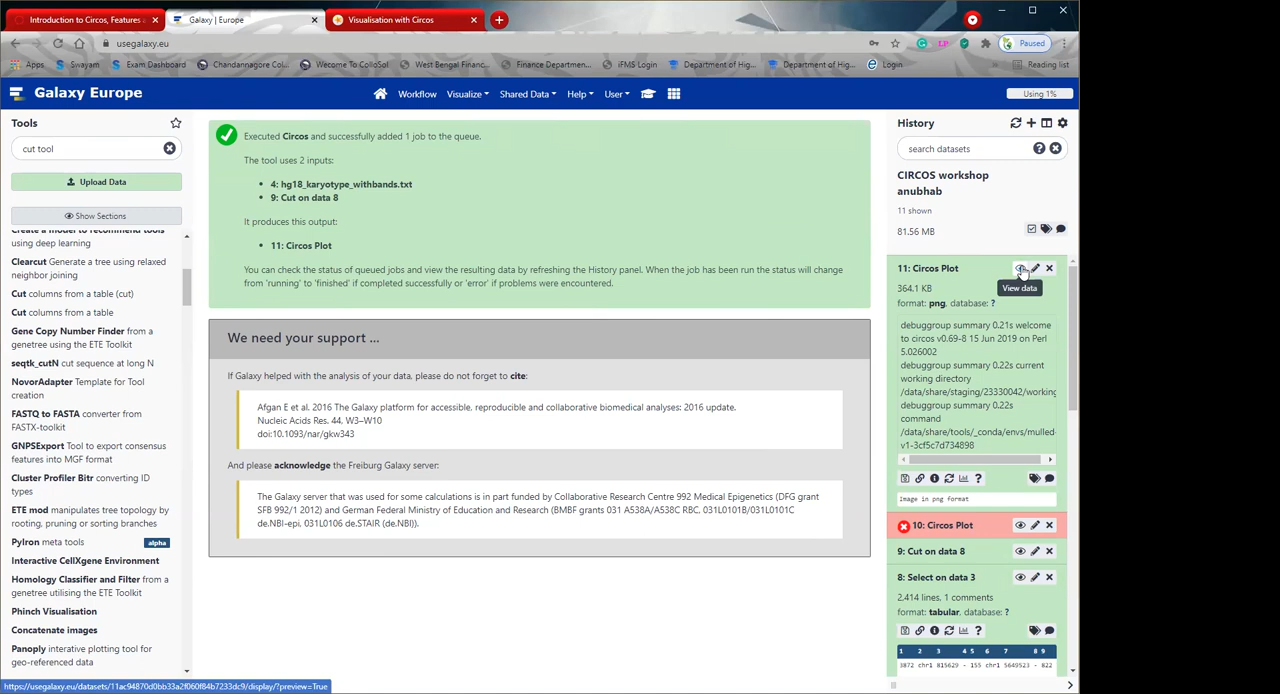 Introduction to Circos, Features a
Galaxy | Europe
Visualisation with Circos
usegalaxy.eu
Paused
Apps
Swayam
Exam Dashboard
Chandannagore Col...
Wecome To ColloSol
West Bengal Financ...
Finance Departmen...
iFMS Login
Department of Hig...
Department of Hig...
Login
Reading list
Galaxy Europe
Workflow
Visualize
Shared Data
Help
User
Using 1%
Tools
cut tool
Upload Data
Show Sections
Create a model to recommend tools
using deep learning
Clearcut Generate a tree using relaxed
neighbor joining
Cut columns from a table (cut)
Cut columns from a table
Gene Copy Number Finder from a
genetree using the ETE Toolkit
seqtk_cutN cut sequence at long N
NovorAdapter Template for Tool
creation
FASTQ to FASTA converter from
FASTX-toolkit
GNPSExport Tool to export consensus
features into MGF format
Cluster Profiler Bitr converting ID
types
ETE mod manipulates tree topology by
rooting, pruning or sorting branches
PyIron meta tools
alpha
Interactive CellXgene Environment
Homology Classifier and Filter from a
genetree utilising the ETE Toolkit
Phinch Visualisation
Concatenate images
Panoply interative plotting tool for
geo-referenced data
Executed Circos and successfully added 1 job to the queue.
The tool uses 2 inputs:
• 4: hg18_karyotype_withbands.txt
• 9: Cut on data 8
It produces this output:
• 11: Circos Plot
You can check the status of queued jobs and view the resulting data by refreshing the History panel. When the job has been run the status will change
from 'running' to 'finished' if completed successfully or 'error' if problems were encountered.
We need your support ...
If Galaxy helped with the analysis of your data, please do not forget to cite:
Afgan E et al. 2016 The Galaxy platform for accessible, reproducible and collaborative biomedical analyses: 2016 update.
Nucleic Acids Res. 44, W3–W10
doi:10.1093/nar/gkw343
And please acknowledge the Freiburg Galaxy server:
The Galaxy server that was used for some calculations is in part funded by Collaborative Research Centre 992 Medical Epigenetics (DFG grant
SFB 992/1 2012) and German Federal Ministry of Education and Research (BMBF grants 031 A538A/A538C RBC, 031L0101B/031L0101C
de.NBI-epi, 031L0106 de.STAIR (de.NBI)).
History
search datasets
CIRCOS workshop
anubhab
11 shown
81.56 MB
11: Circos Plot
View data
364.1 KB
format: png, database: ?
debuggroup summary 0.21s welcome
to circos v0.69-8 15 Jun 2019 on Perl
5.026002
debuggroup summary 0.22s current
working directory
/data/share/staging/23330042/working
debuggroup summary 0.22s
command
/data/share/tools/_conda/envs/mulled-
v1-3cf5c7d734898
Image in png format
10: Circos Plot
9: Cut on data 8
8: Select on data 3
2,414 lines, 1 comments
format: tabular, database: ?
1 2 3 4 5 6 7 8 9
3872 chr1 815629 - 155 chr1 5649523 - 822
https://usegalaxy.eu/datasets/11ac94870d0bb33a2f060f84b7233dc9/display/?preview=True